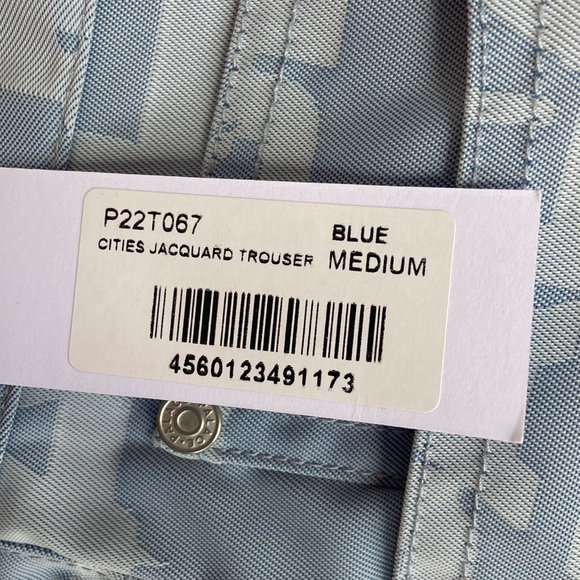 P22T067 BLUE
CITIES JACQUARD TROUSER MEDIUM
4560123491173